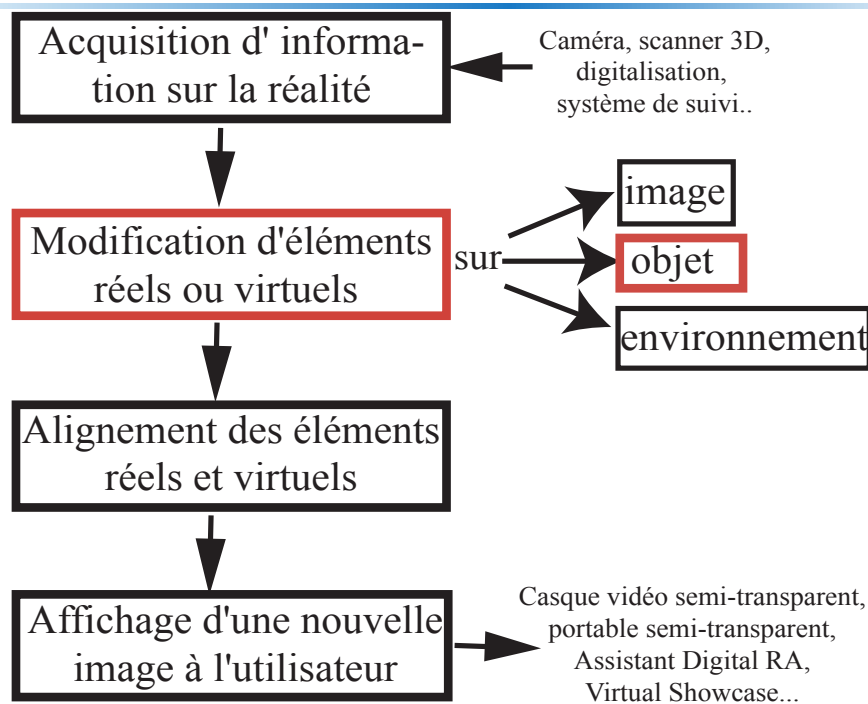 Acquisition d' informa-
tion sur la réalité
Caméra, scanner 3D,
digitalisation,
système de suivi..
Modification d'éléments
réels ou virtuels
sur
image
objet
environnement
Alignement des éléments
réels et virtuels
Affichage d'une nouvelle
image à l'utilisateur
Casque vidéo semi-transparent,
portable semi-transparent,
Assistant Digital RA,
Virtual Showcase...